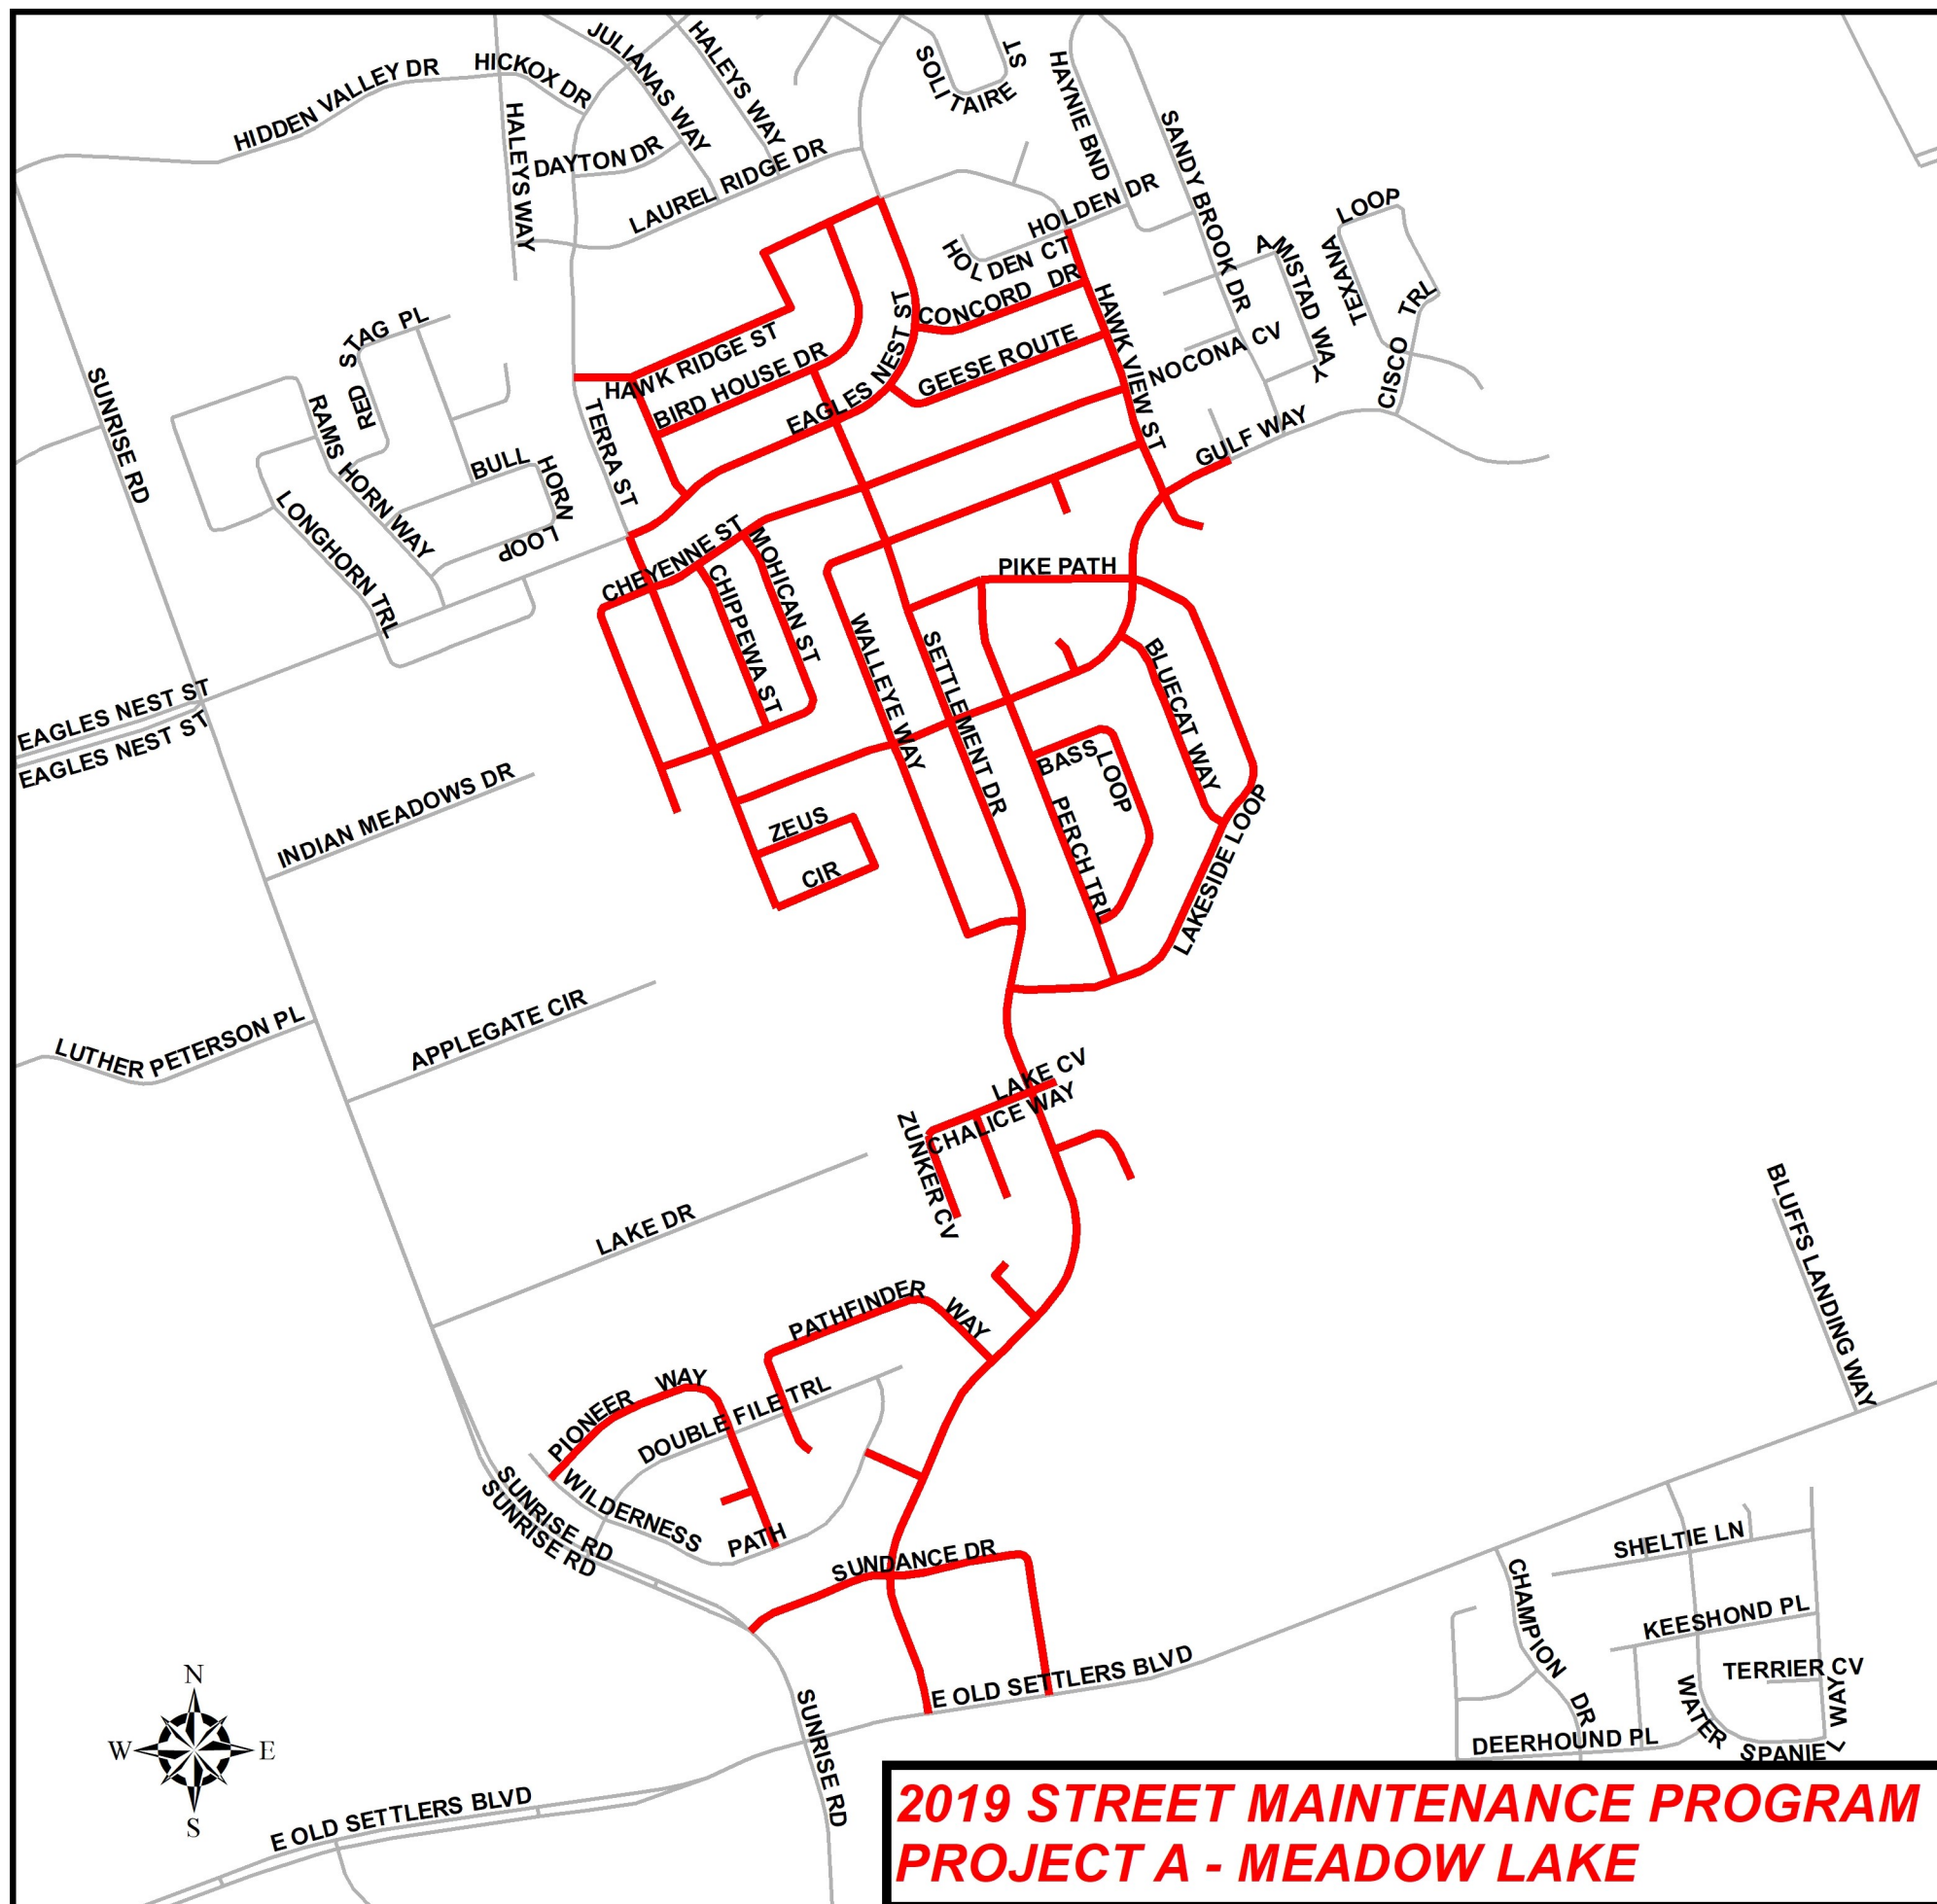 JULIANAS WAY
HALEYS WAY
SOLITAIRE ST
HAYNIE BND
HIDDEN VALLEY DR
HICKOX DR
HALEYS WAY
DAYTON DR
LAUREL RIDGE DR
SANDY BROOK DR
HOLDEN DR
HOLDEN CT
CONCORD DR
AMISTAD WAY
TEXANA LOOP
CISCO TRL
RED STAG PL
HAWK RIDGE ST
BIRD HOUSE DR
EAGLES NEST ST
GEESE ROUTE
HAWK VIEW ST
NOCONA CV
GULF WAY
SUNRISE RD
RAMS HORN WAY
BULL HORN LOOP
LONGHORN TRL
TERRA ST
CHEYENNE ST
MOHICAN ST
CHIPPEWA ST
PIKE PATH
WALLEYE WAY
SETTLEMENT DR
BLUECAT WAY
BASS LOOP
PERCH TRL
LAKESIDE LOOP
EAGLES NEST ST
EAGLES NEST ST
INDIAN MEADOWS DR
ZEUS CIR
LUTHER PETERSON PL
APPLEGATE CIR
LAKE CV
CHALICE WAY
ZUNKER CV
LAKE DR
BLUFFS LANDING WAY
PATHFINDER WAY
PIONEER WAY
DOUBLE FILE TRL
WILDERNESS PATH
SUNRISE RD
SUNRISE RD
SUNDANCE DR
E OLD SETTLERS BLVD
SHELTIE LN
CHAMPION DR
KEESHOND PL
TERRIER CV
WATER SPANIEL WAY
DEERHOUND PL
SUNRISE RD
E OLD SETTLERS BLVD
N
W E
S
2019 STREET MAINTENANCE PROGRAM
PROJECT A - MEADOW LAKE